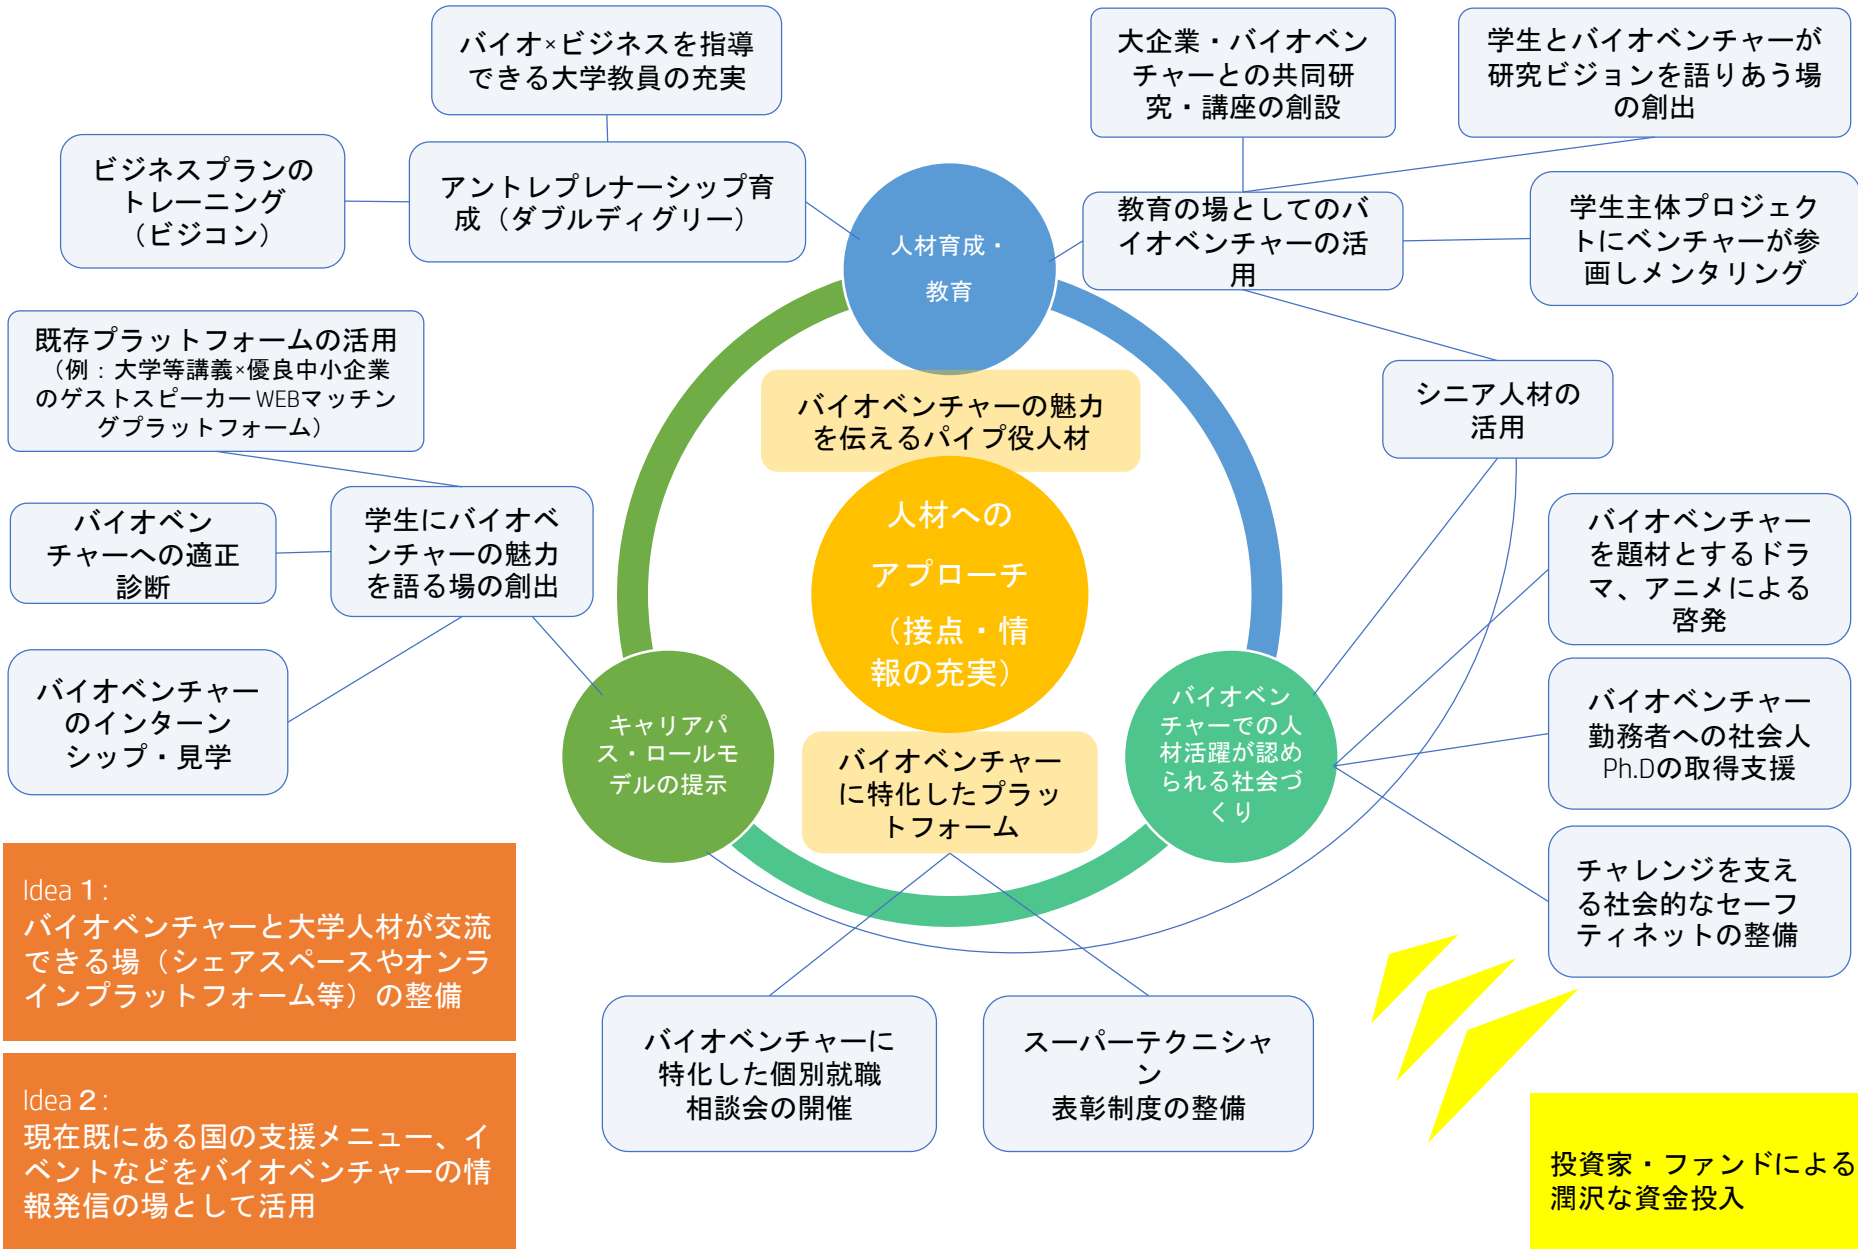 バイオ×ビジネスを指導
できる大学教員の充実
大企業・バイオベン
チャーとの共同研
究・講座の創設
学生とバイオベンチャーが
研究ビジョンを語りあう場
の創出
ビジネスプランの
トレーニング
（ビジコン）
アントレプレナーシップ育
成（ダブルディグリー）
人材育成・
教育
教育の場としてのバ
イオベンチャーの活
用
学生主体プロジェク
トにベンチャーが参
画しメンタリング
既存プラットフォームの活用
（例：大学等講義×優良中小企業
のゲストスピーカーWEBマッチン
グプラットフォーム）
バイオベンチャーの魅力
を伝えるパイプ役人材
シニア人材の
活用
バイオベン
チャーへの適正
診断
学生にバイオベ
ンチャーの魅力
を語る場の創出
人材への
アプローチ
（接点・情
報の充実）
バイオベンチャー
を題材とするドラ
マ、アニメによる
啓発
バイオベンチャー
のインターン
シップ・見学
キャリアパ
ス・ロールモ
デルの提示
バイオベンチャー
に特化したプラッ
トフォーム
バイオベン
チャーでの人
材活躍が認め
られる社会づ
くり
バイオベンチャー
勤務者への社会人
Ph.Dの取得支援
チャレンジを支え
る社会的なセーフ
ティネットの整備
Idea 1：
バイオベンチャーと大学人材が交流
できる場（シェアスペースやオンラ
インプラットフォーム等）の整備
バイオベンチャーに
特化した個別就職
相談会の開催
スーパーテクニシャ
ン
表彰制度の整備
Idea 2：
現在既にある国の支援メニュー、イ
ベントなどをバイオベンチャーの情
報発信の場として活用
投資家・ファンドによる
潤沢な資金投入